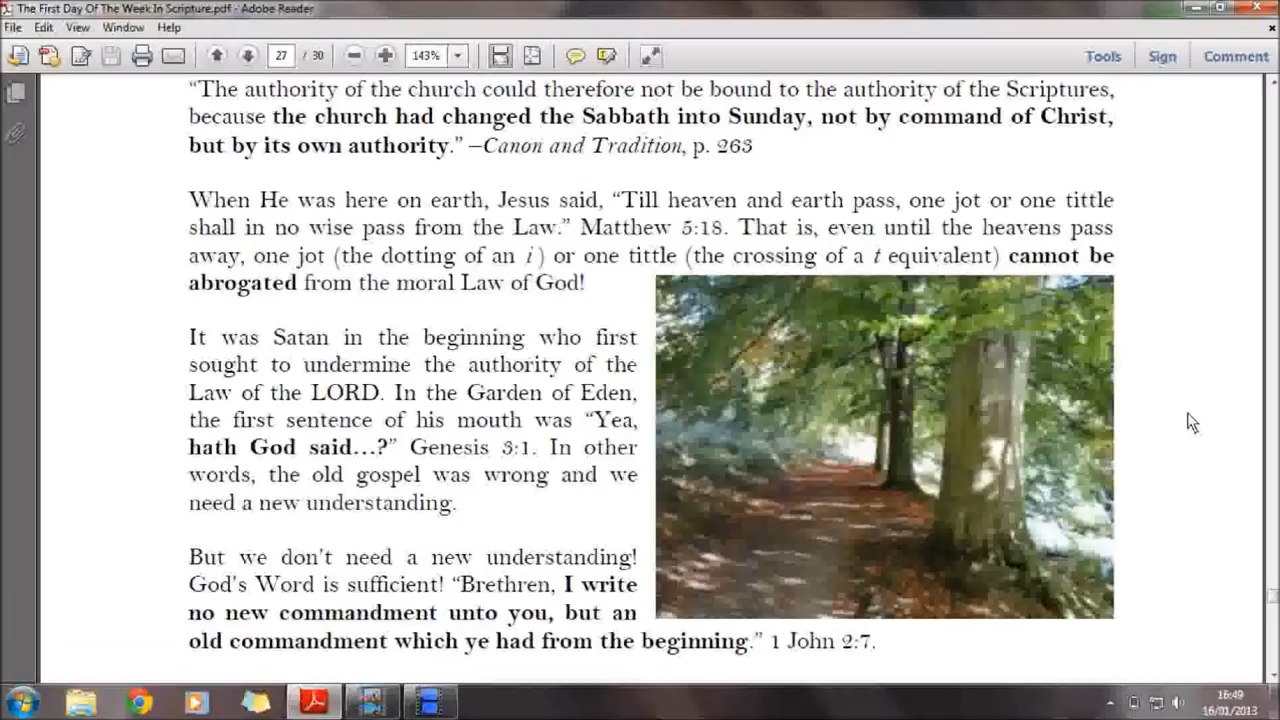 The First Day Of The Week In Scripture.pdf - Adobe Reader
File Edit View Window Help
27 / 30 143% Tools Sign Comment
“The authority of the church could therefore not be bound to the authority of the Scriptures,
because the church had changed the Sabbath into Sunday, not by command of Christ,
but by its own authority.” –Canon and Tradition, p. 263
When He was here on earth, Jesus said, “Till heaven and earth pass, one jot or one tittle
shall in no wise pass from the Law.” Matthew 5:18. That is, even until the heavens pass
away, one jot (the dotting of an i ) or one tittle (the crossing of a t equivalent) cannot be
abrogated from the moral Law of God!
It was Satan in the beginning who first
sought to undermine the authority of the
Law of the LORD. In the Garden of Eden,
the first sentence of his mouth was “Yea,
hath God said…?” Genesis 3:1. In other
words, the old gospel was wrong and we
need a new understanding.
But we don’t need a new understanding!
God’s Word is sufficient! “Brethren, I write
no new commandment unto you, but an
old commandment which ye had from the beginning.” 1 John 2:7.
16:49
16/01/2013